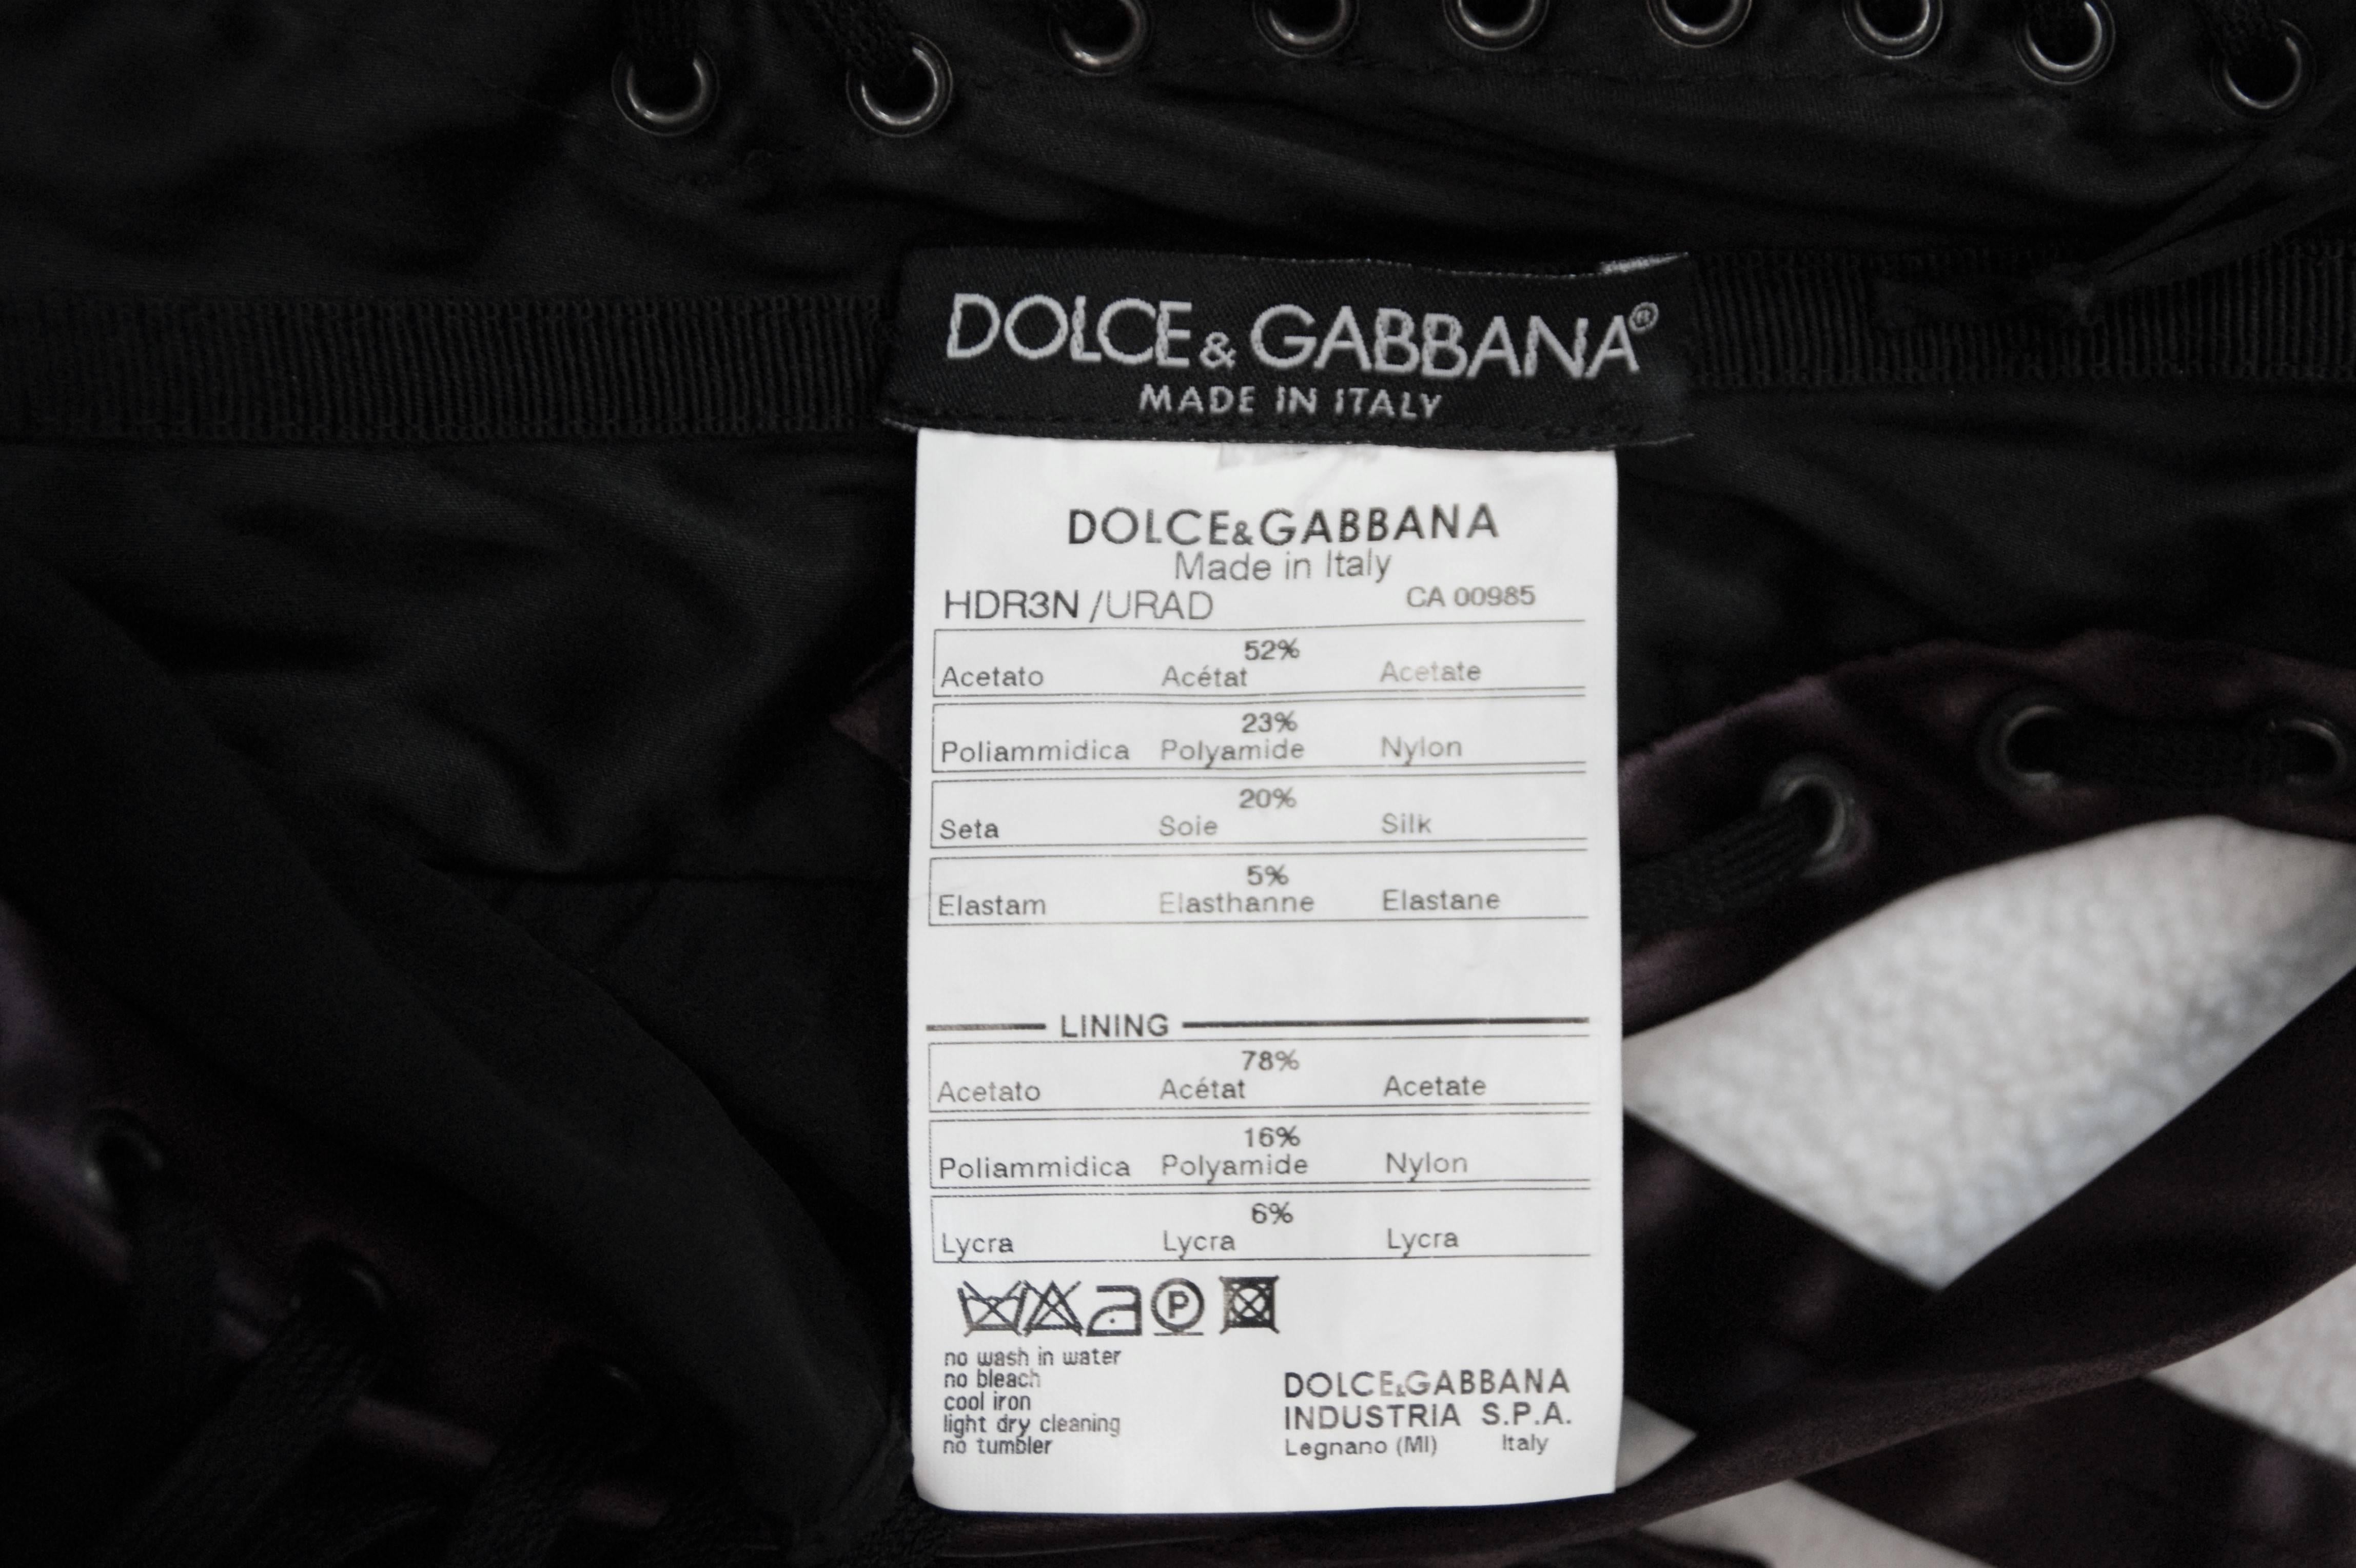 DOLCE & GABBANA®
MADE IN ITALY
DOLCE&GABBANA
Made in Italy
HDR3N /URAD CA 00985
52%
Acetato Acétat Acetate
23%
Poliammidica Polyamide Nylon
20%
Seta Soie Silk
5%
Elastam Elasthanne Elastane
LINING
78%
Acetato Acétat Acetate
16%
Poliammidica Polyamide Nylon
6%
Lycra Lycra Lycra
P
no wash in water
no bleach
cool iron
light dry cleaning
no tumbler
DOLCE&GABBANA
INDUSTRIA S.P.A.
Legnano (MI) Italy